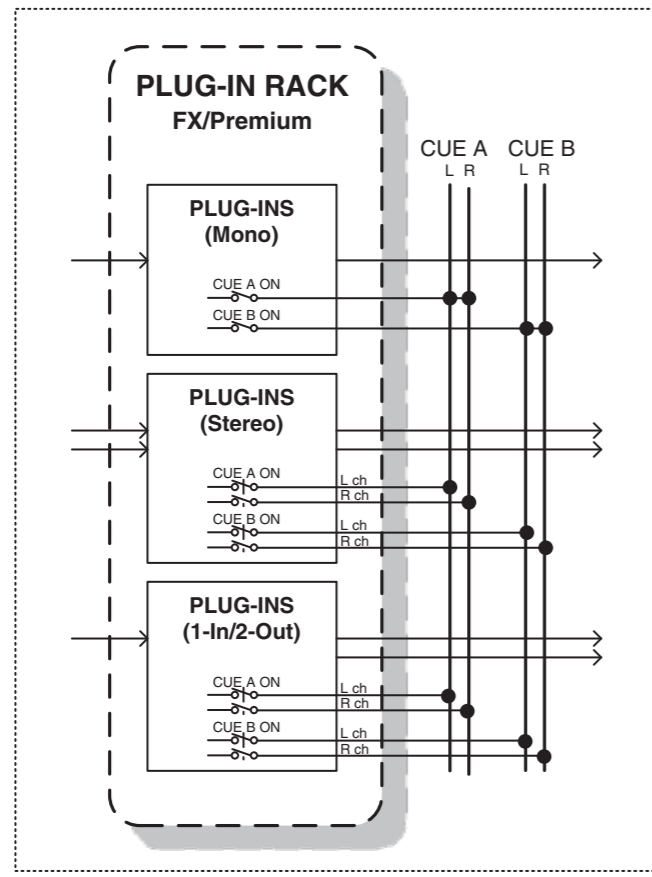 PLUG-IN RACK
FX/Premium
CUE A CUE B
L R L R
PLUG-INS
(Mono)
CUE A ON
CUE B ON
PLUG-INS
(Stereo)
CUE A ON
L ch
R ch
CUE B ON
L ch
R ch
PLUG-INS
(1-In/2-Out)
CUE A ON
L ch
R ch
CUE B ON
L ch
R ch